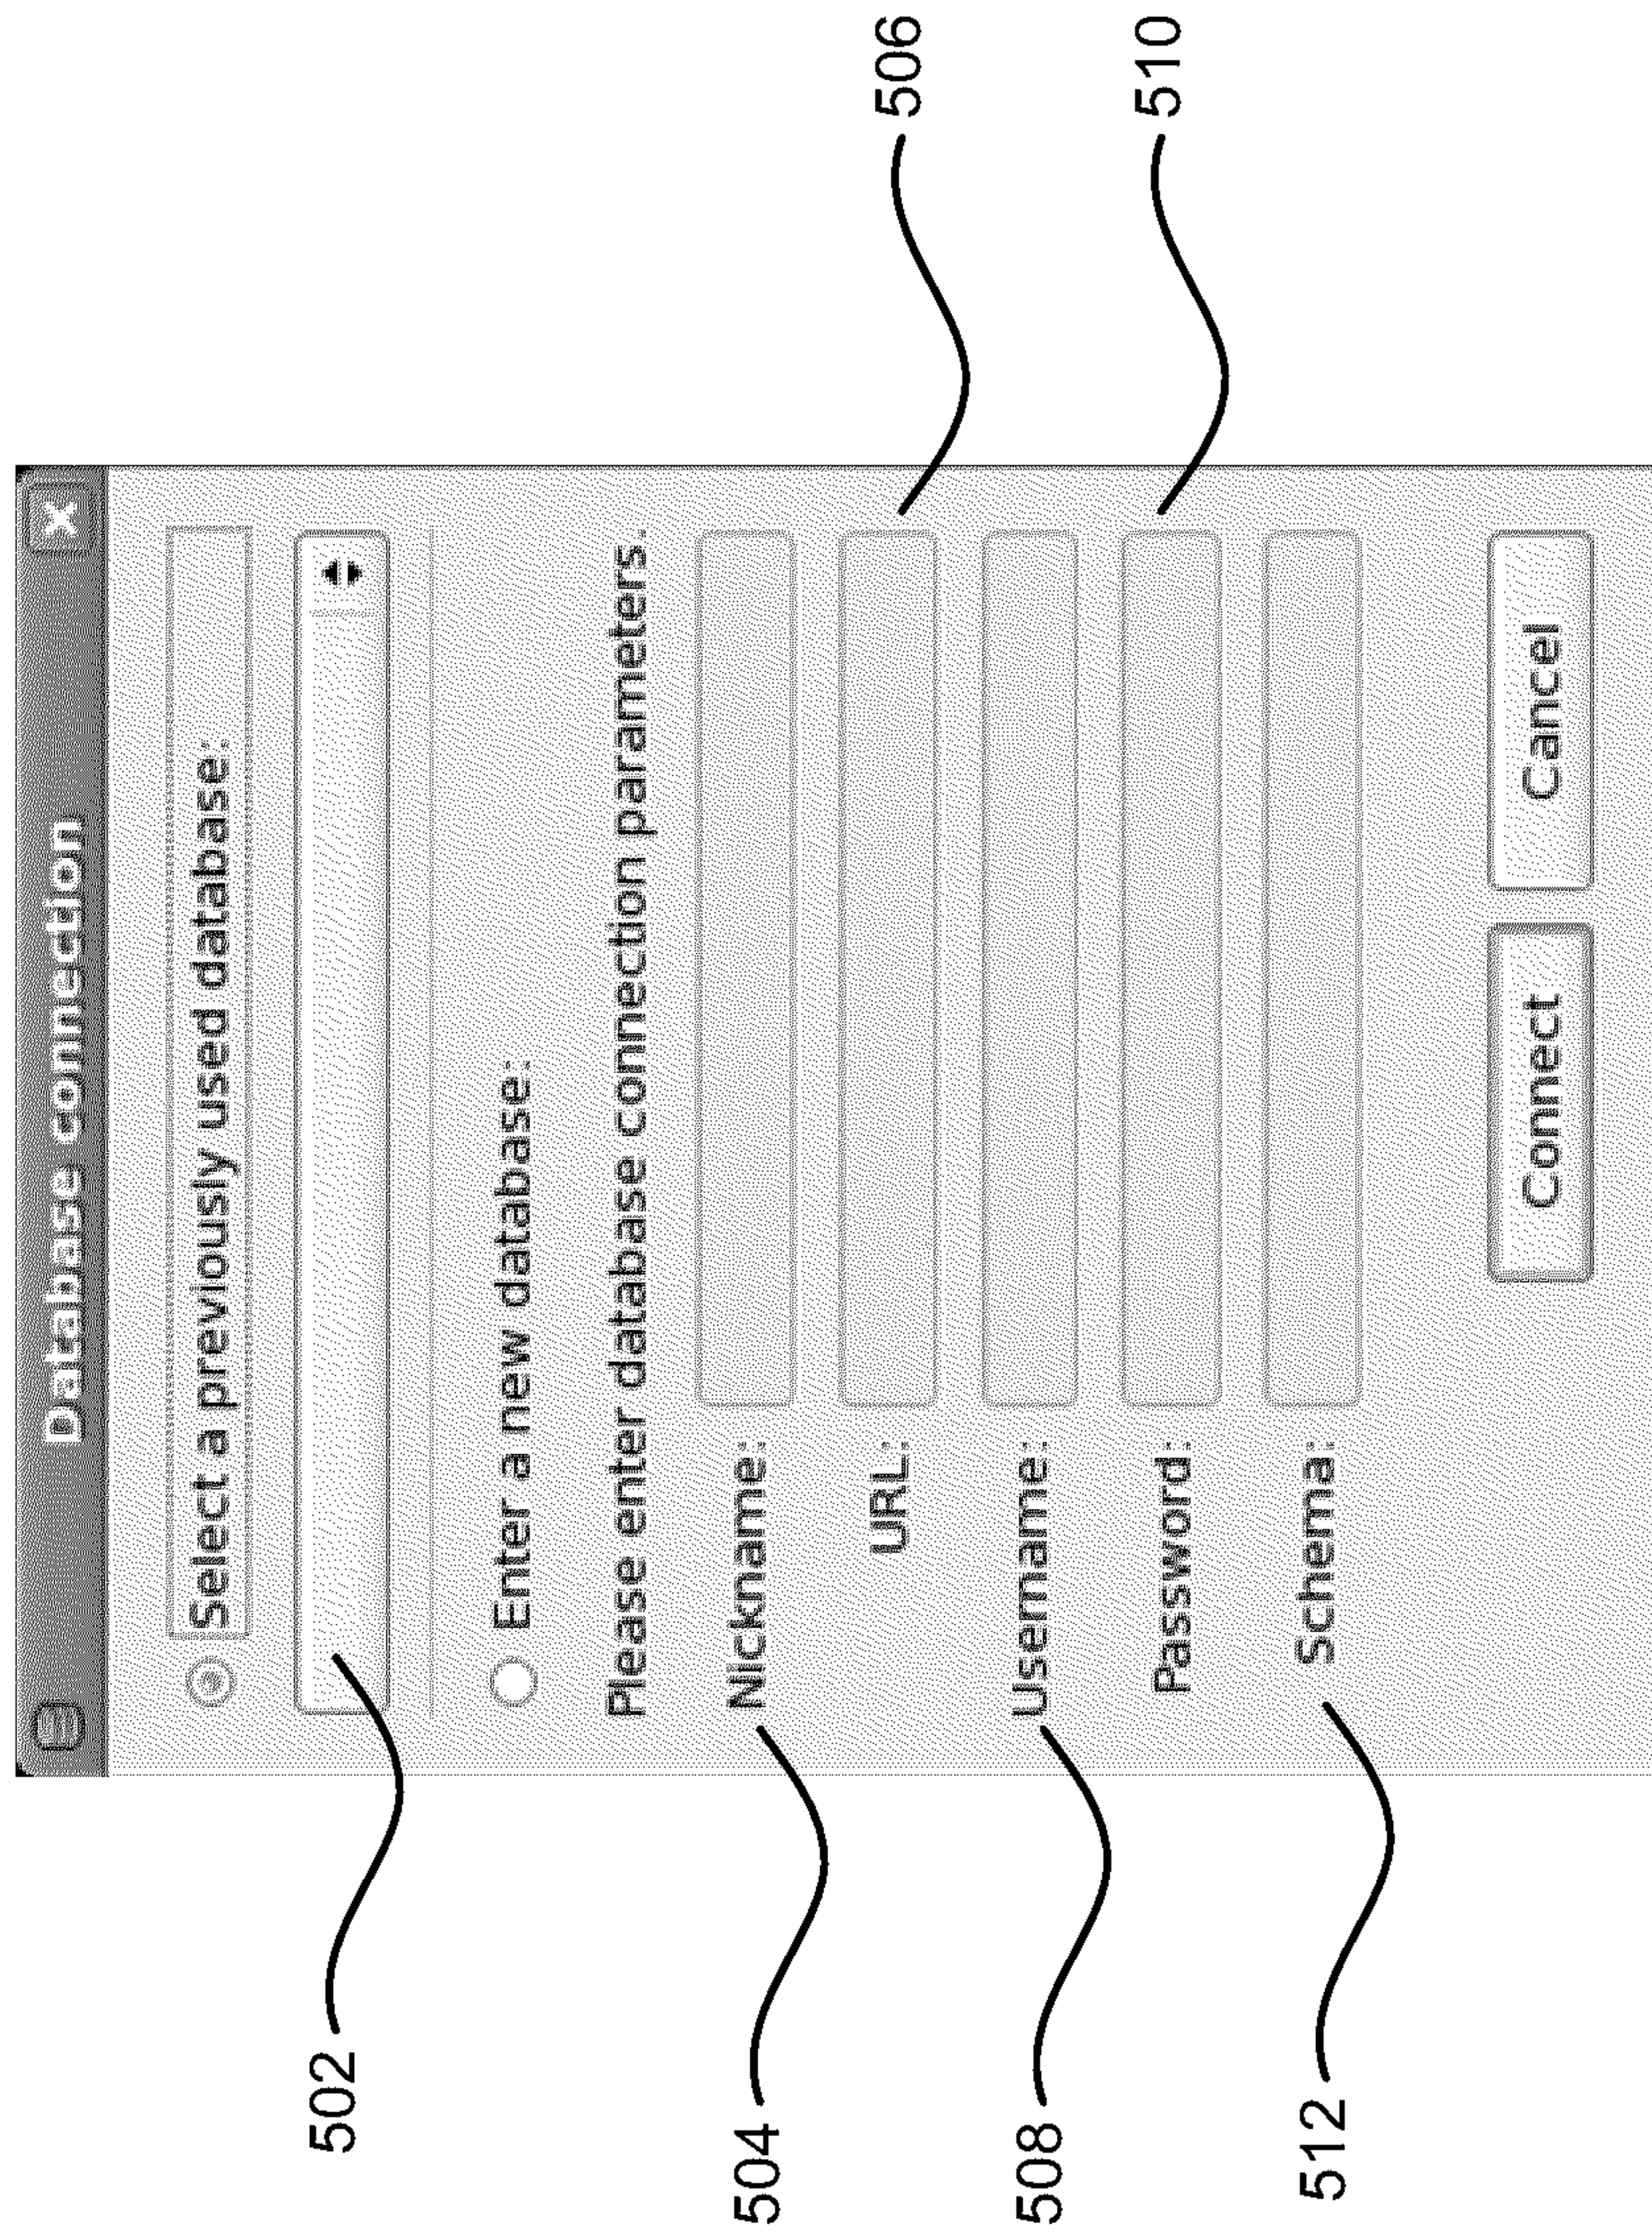 Database connection
X
Select a previously used database:
502
Enter a new database:
Please enter database connection parameters.
504
Nickname:
URL:
506
508
Username:
Password:
510
512
Schema:
Connect
Cancel